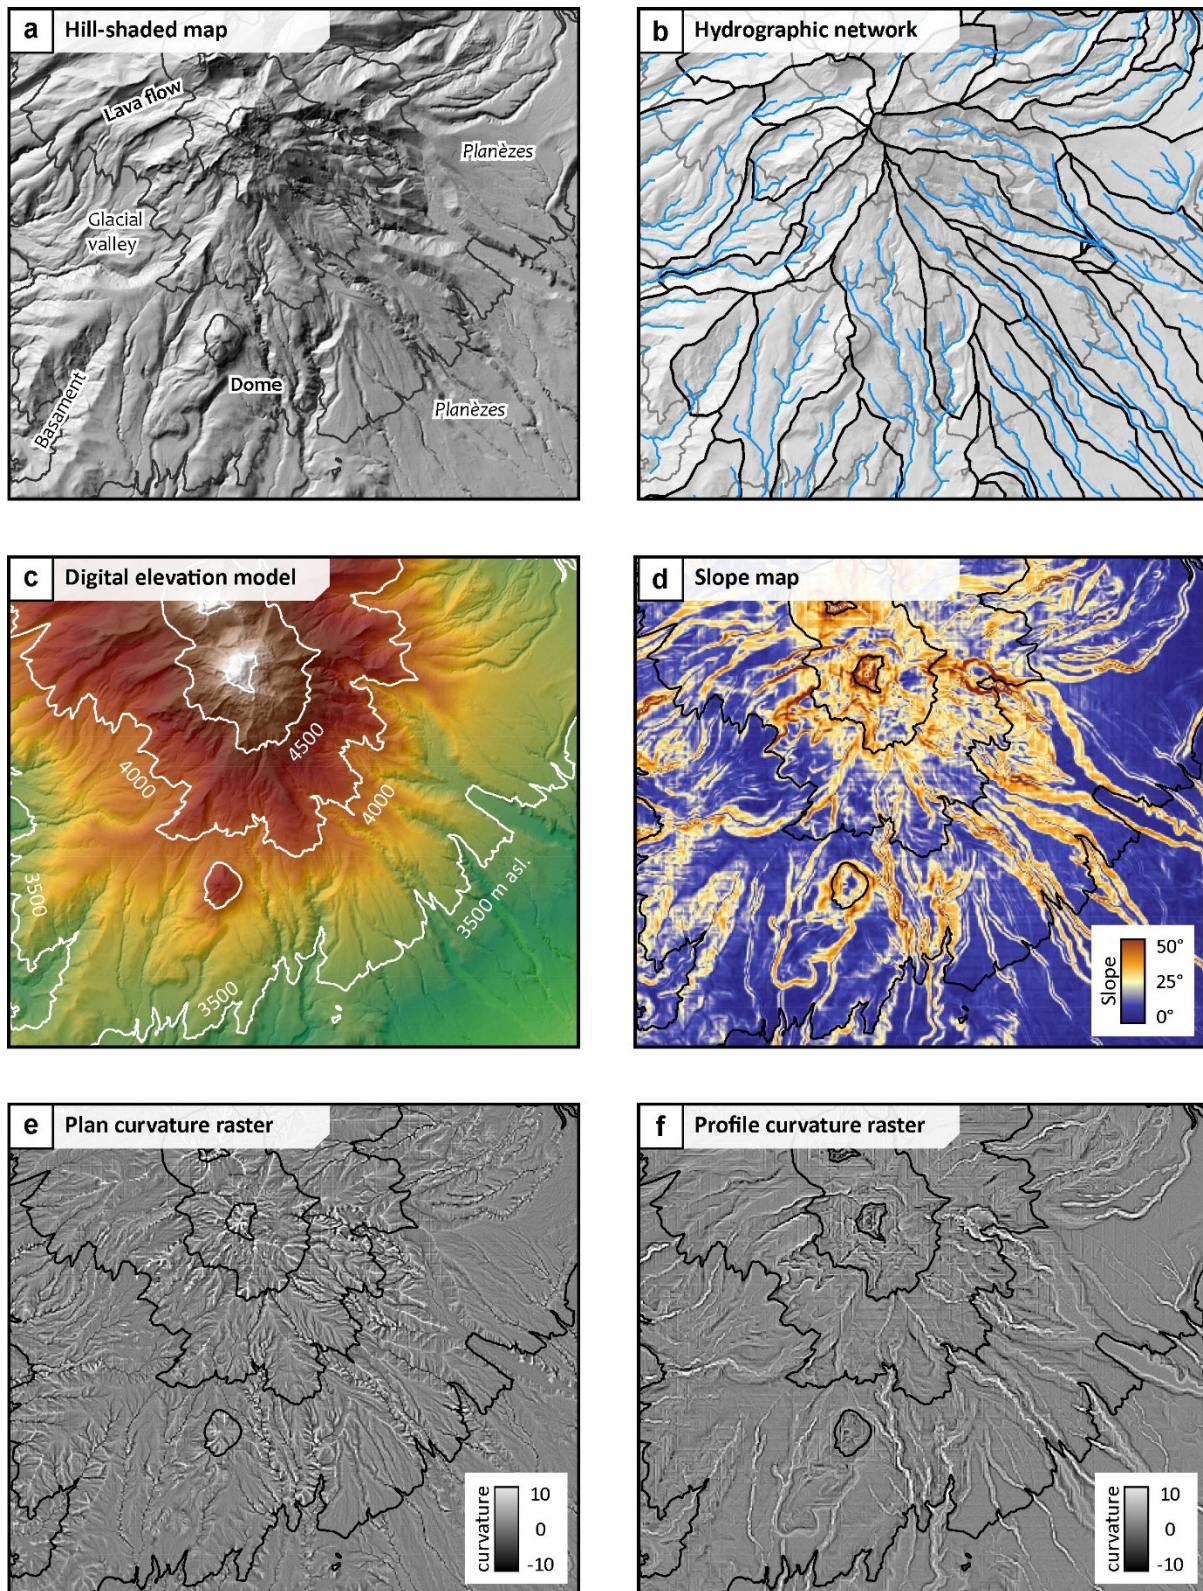 a Hill-shaded map
Lava flow
Planèzes
Glacial
valley
Dome
Basament
Planèzes
b Hydrographic network
c Digital elevation model
4500
4000
4000
3500
3500 m asl.
3500
d Slope map
Slope
50°
25°
0°
e Plan curvature raster
curvature
10
0
-10
f Profile curvature raster
curvature
10
0
-10